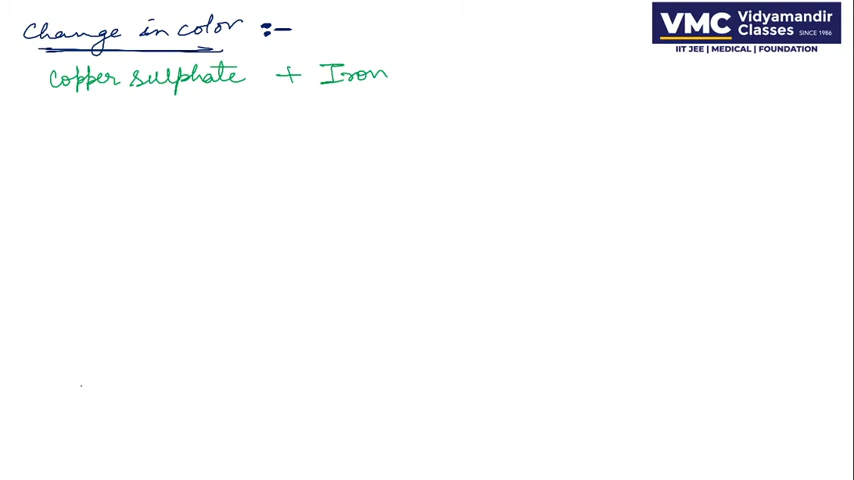 Change in color :-
VMC Vidyamandir Classes SINCE 1986
IIT JEE | MEDICAL | FOUNDATION
Copper sulphate + Iron